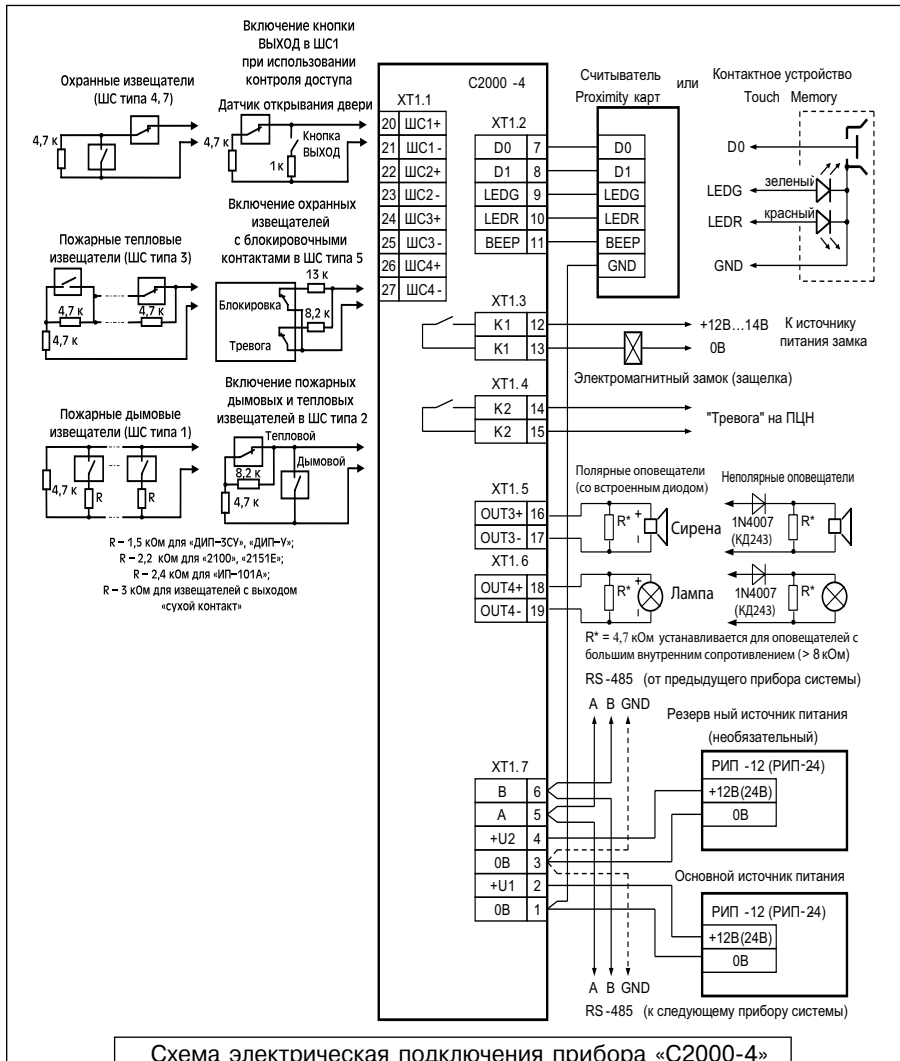 Включение кнопки
ВЫХОД в ШС1
при использовании
контроля доступа
Охранные извещатели
(ШС типа 4, 7)
4,7 к
Датчик открывания двери
4,7 к
Кнопка
ВЫХОД
1к
Пожарные тепловые
извещатели (ШС типа 3)
4,7 к
4,7 к
4,7 к
Включение охранных
извещателей
с блокировочными
контактами в ШС типа 5
13 к
Блокировка
8,2 к
Тревога
Пожарные дымовые
извещатели (ШС типа 1)
4,7 к
R
R
Включение пожарных
дымовых и тепловых
извещателей в ШС типа 2
Тепловой
Дымовой
8,2 к
4,7 к
R – 1,5 кОм для «ДИП–3СУ», «ДИП–У»;
R – 2,2 кОм для «2100», «2151Е»;
R – 2,4 кОм для «ИП–101А»;
R – 3 кОм для извещателей с выходом
«сухой контакт»
С2000 -4
XT1.1
20 ШС1+
21 ШС1-
22 ШС2+
23 ШС2-
24 ШС3+
25 ШС3-
26 ШС4+
27 ШС4-
XT1.2
D0 7
D1 8
LEDG 9
LEDR 10
BEEP 11
XT1.3
К1 12
К1 13
XT1.4
К2 14
К2 15
XT1.5
OUT3+ 16
OUT3- 17
XT1.6
OUT4+ 18
OUT4- 19
XT1.7
B 6
A 5
+U2 4
0В 3
+U1 2
0В 1
Считыватель
Proximity карт
D0
D1
LEDG
LEDR
BEEP
GND
или
Контактное устройство
Touch Memory
D0
LEDG
зеленый
LEDR
красный
GND
+12В...14В
0В
К источнику
питания замка
Электромагнитный замок (защелка)
"Тревога" на ПЦН
Полярные оповещатели
(со встроенным диодом)
Неполярные оповещатели
R*
+
–
Сирена
1N4007
(КД243)
R*
R*
+
–
Лампа
1N4007
(КД243)
R*
R* = 4,7 кОм устанавливается для оповещателей с
большим внутренним сопротивлением (> 8 кОм)
RS-485 (от предыдущего прибора системы)
A B GND
Резерв ный источник питания
(необязательный)
РИП -12 (РИП-24)
+12В(24В)
0В
Основной источник питания
РИП -12 (РИП-24)
+12В(24В)
0В
A B GND
RS-485 (к следующему прибору системы)
Схема электрическая подключения прибора «С2000-4»